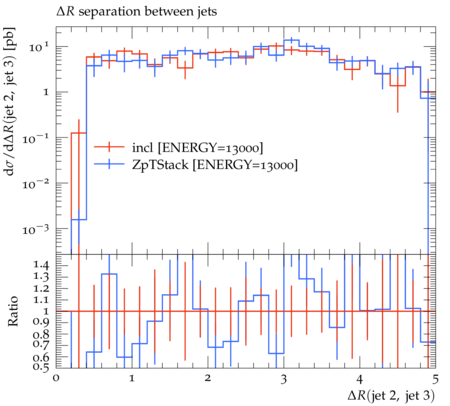 ΔR separation between jets
dσ/dΔR(jet 2, jet 3) [pb]
10¹
1
10⁻¹
10⁻²
10⁻³
incl [ENERGY=13000]
ZpTStack [ENERGY=13000]
Ratio
1.4
1.3
1.2
1.1
1
0.9
0.8
0.7
0.6
0.5
0 1 2 3 4 5
ΔR(jet 2, jet 3)